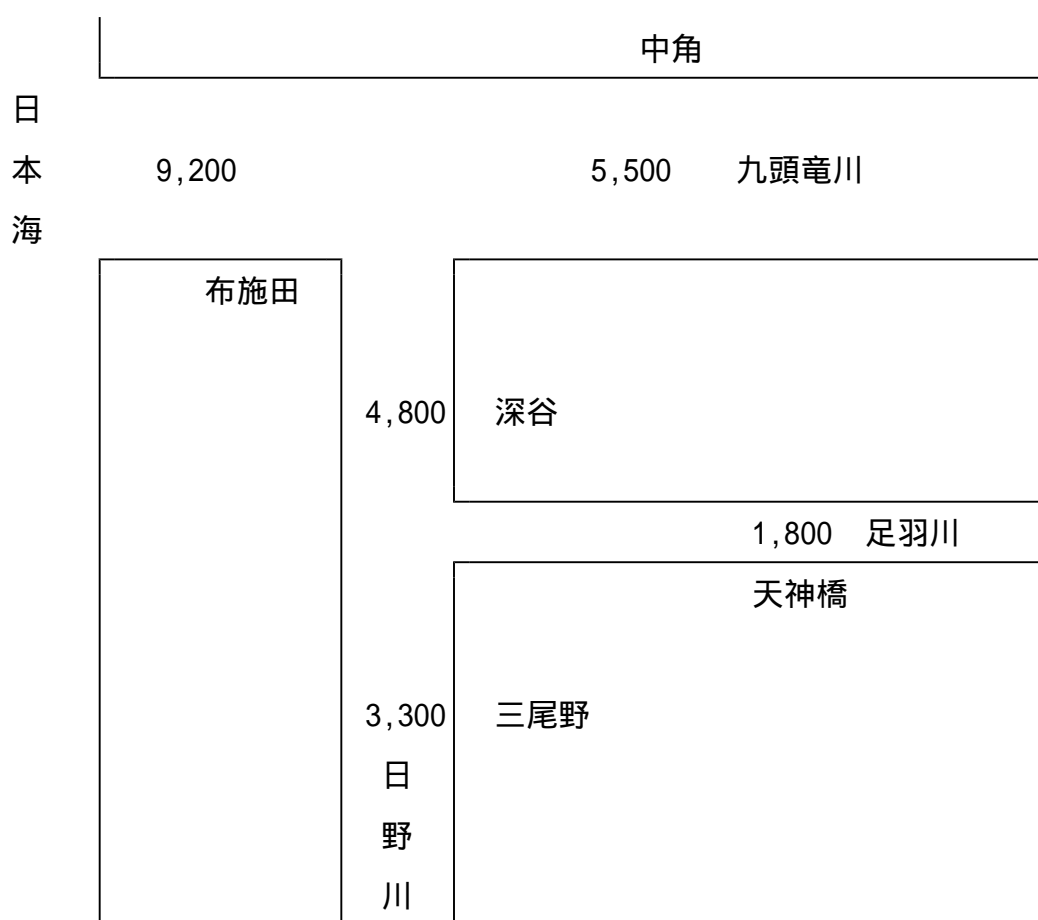 中角
日本海
9,200
5,500 九頭竜川
布施田
4,800 深谷
1,800 足羽川
天神橋
3,300 三尾野
日野川